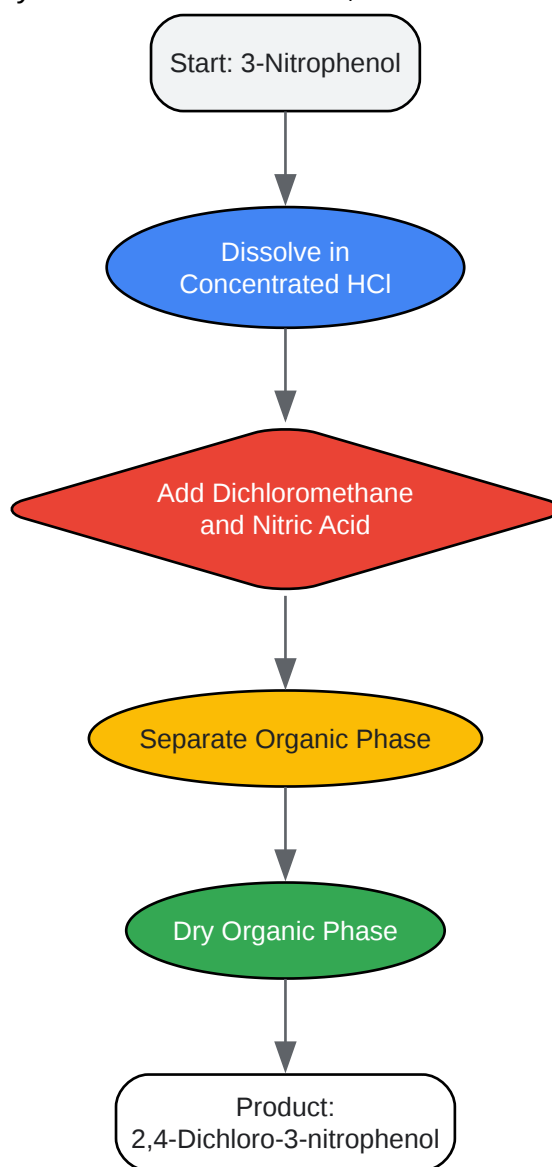 Start: 3-Nitrophenol
Dissolve in
Concentrated HCl
Add Dichloromethane
and Nitric Acid
Separate Organic Phase
Dry Organic Phase
Product:
2,4-Dichloro-3-nitrophenol